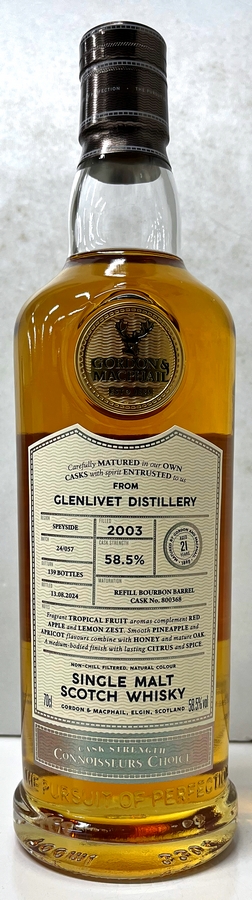 GORDON &
MACPHAIL
Carefully MATURED in our OWN
CASKS with spirit ENTRUSTED to us
FROM
GLENLIVET DISTILLERY
REGION
SPEYSIDE
FILLED
2003
AGED
21
YEARS
BATCH
24/057
CASK STRENGTH
58.5%
139 BOTTLES
BOTTLED
13.08.2024
MATURATION
REFILL BOURBON BARREL
CASK No. 800368
NOTES
Fragrant TROPICAL FRUIT aromas complement RED
APPLE and LEMON ZEST. Smooth PINEAPPLE and
APRICOT flavours combine with HONEY and mature OAK.
A medium-bodied finish with lasting CITRUS and SPICE.
NON-CHILL FILTERED, NATURAL COLOUR
SINGLE MALT
SCOTCH WHISKY
70cl
GORDON & MACPHAIL, ELGIN, SCOTLAND
58.5%vol
CASK STRENGTH
CONNOISSEURS CHOICE
THE PURSUIT OF PERFECTION